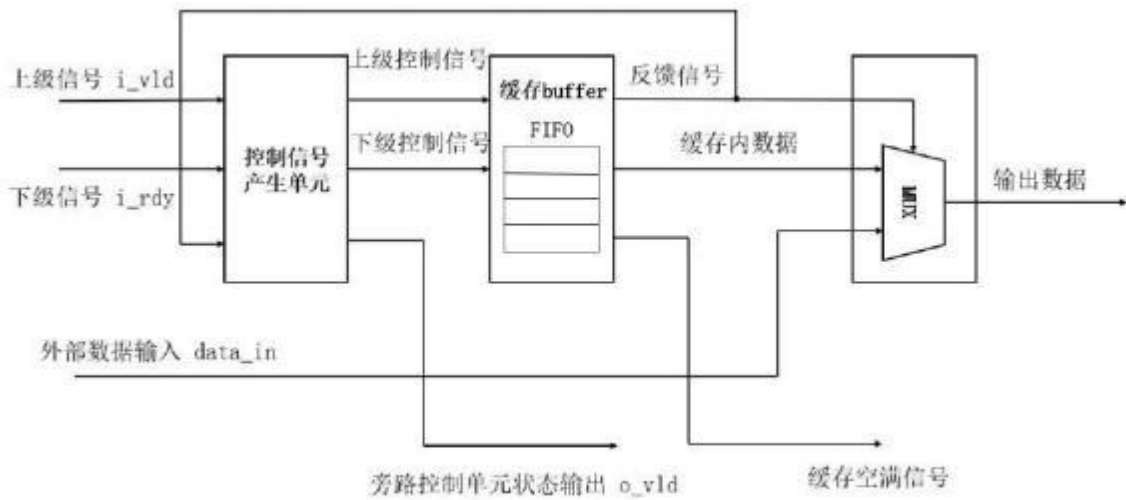 上级信号 i_vld
下级信号 i_rdy
控制信号
产生单元
上级控制信号
下级控制信号
缓存buffer
FIFO
反馈信号
缓存内数据
MUX
输出数据
外部数据输入 data_in
旁路控制单元状态输出 o_vld
缓存空满信号